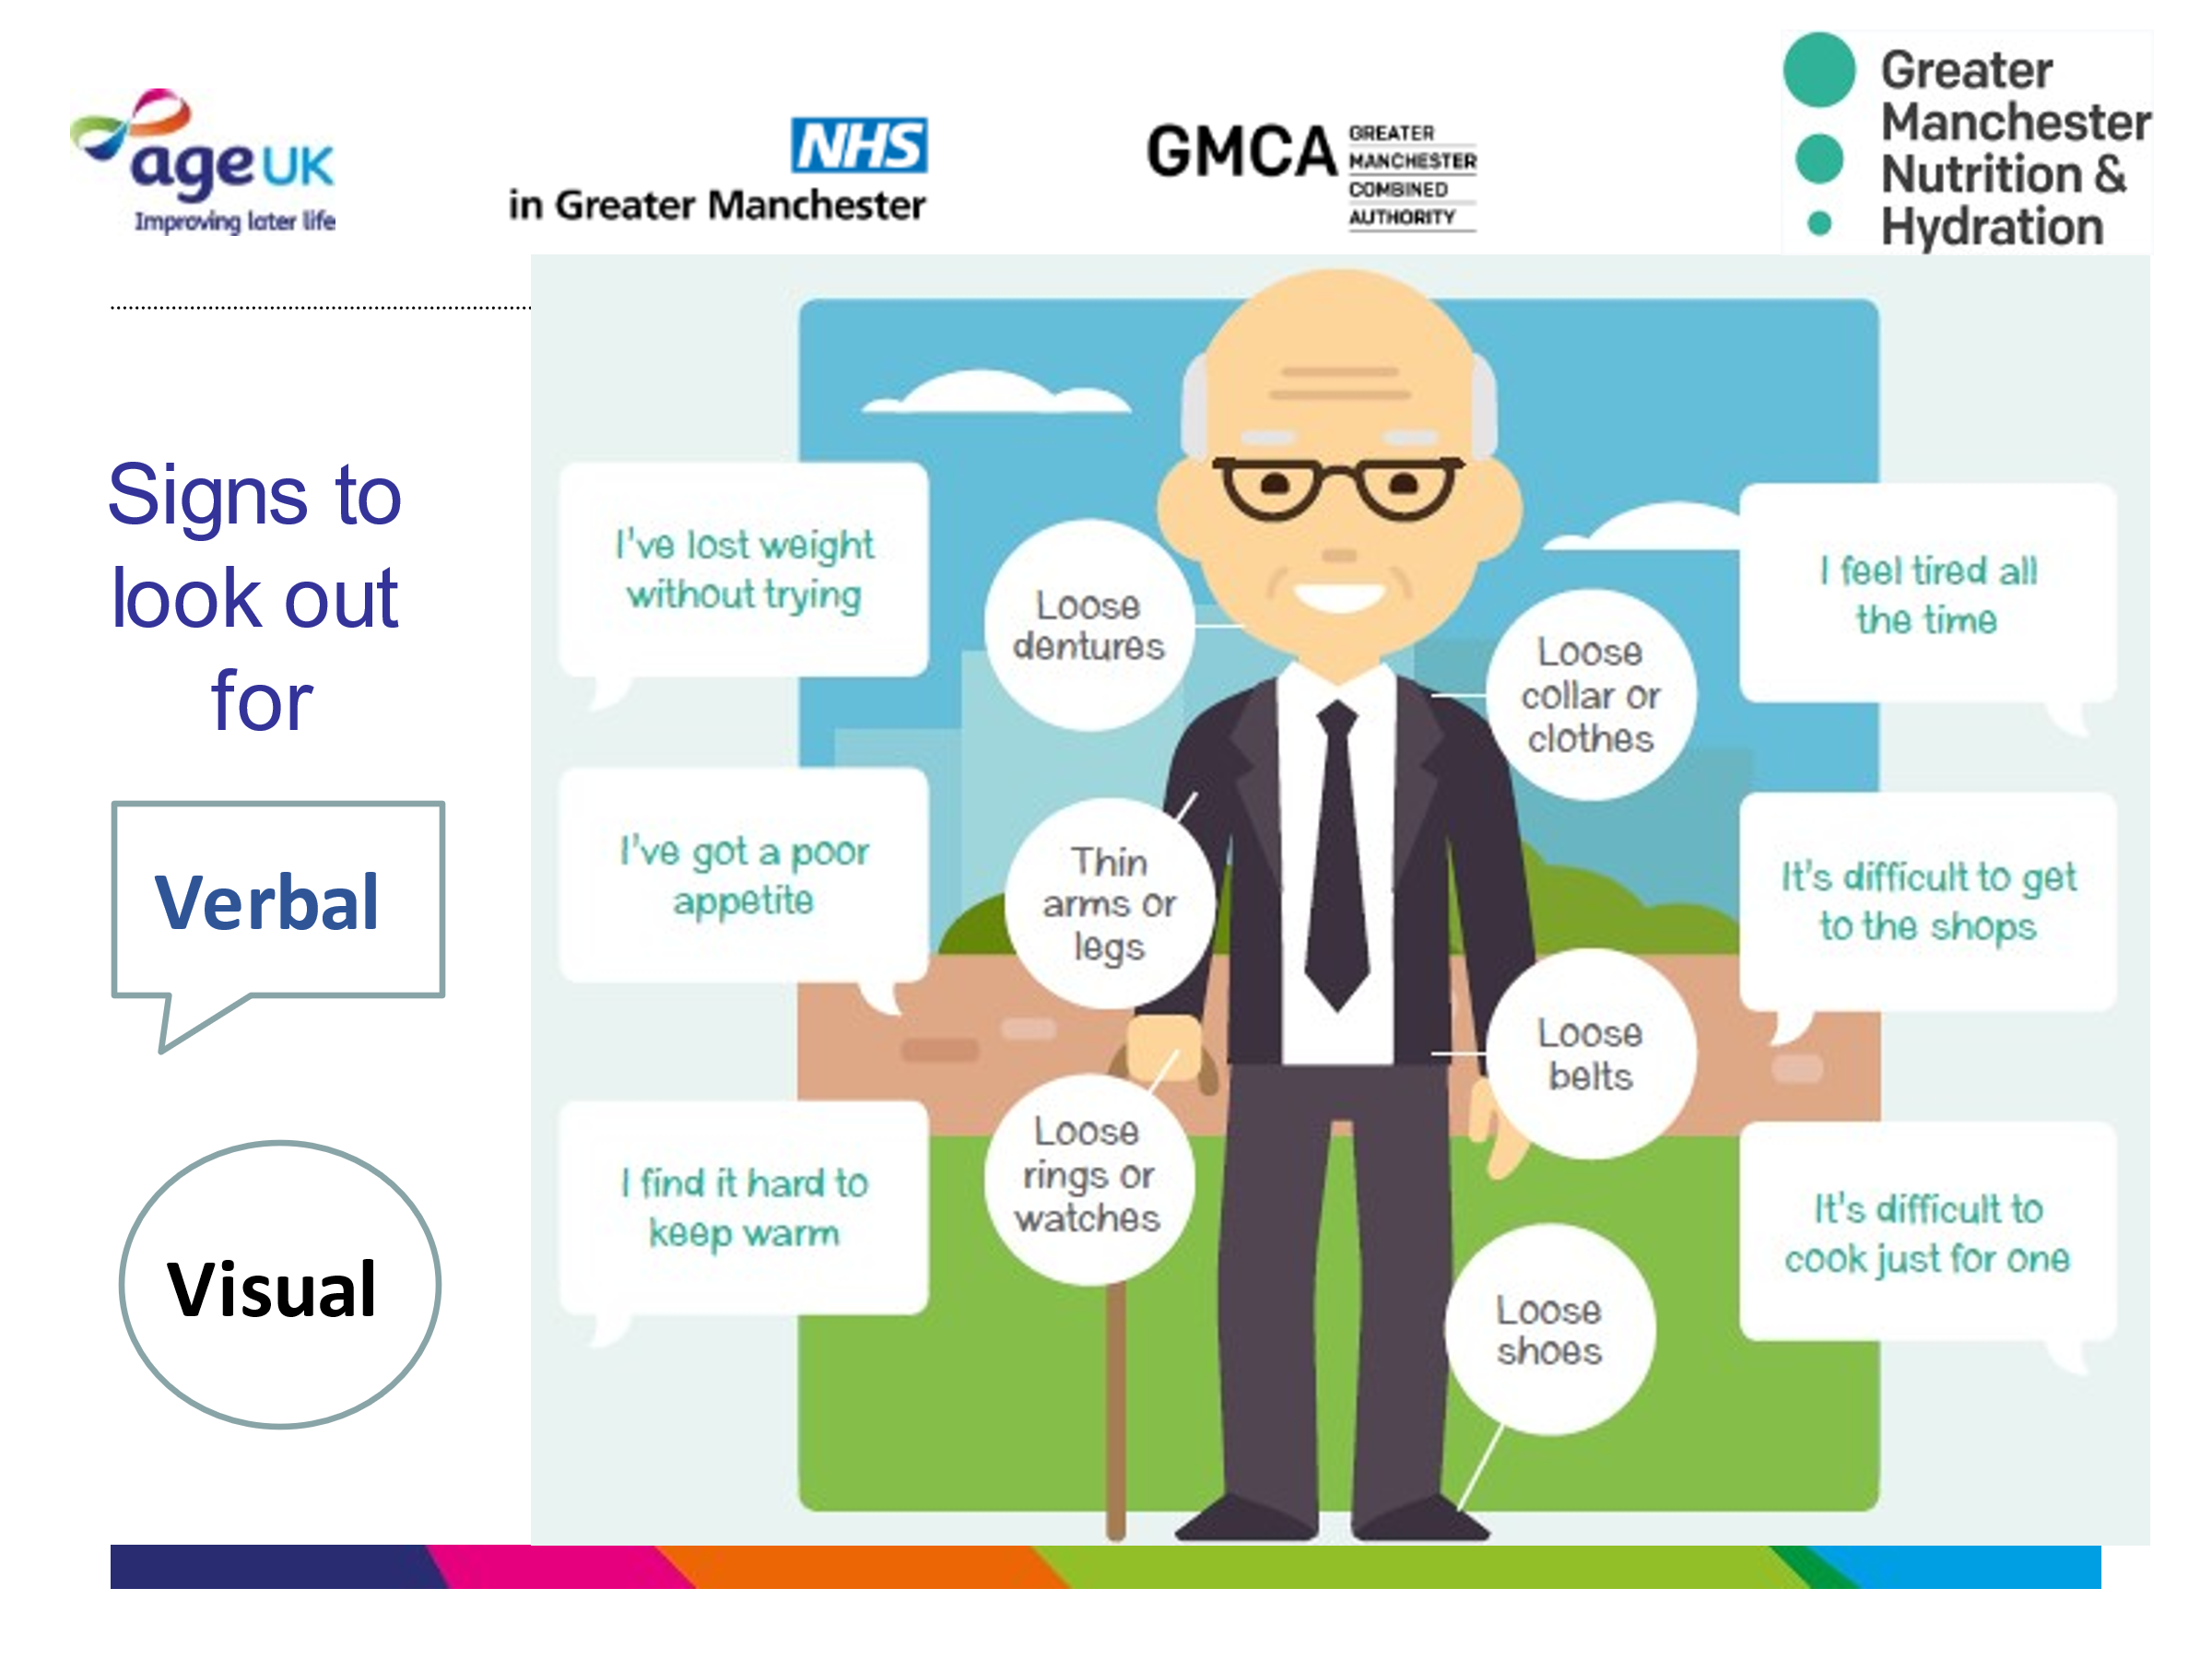 age UK
Improving later life
NHS
in Greater Manchester
GMCA
GREATER
MANCHESTER
COMBINED
AUTHORITY
Greater
Manchester
Nutrition &
Hydration
Signs to
look out
for
Verbal
Visual
I've lost weight
without trying
I've got a poor
appetite
I find it hard to
keep warm
Loose
dentures
Thin
arms or
legs
Loose
rings or
watches
Loose
collar or
clothes
Loose
belts
Loose
shoes
I feel tired all
the time
It's difficult to get
to the shops
It's difficult to
cook just for one